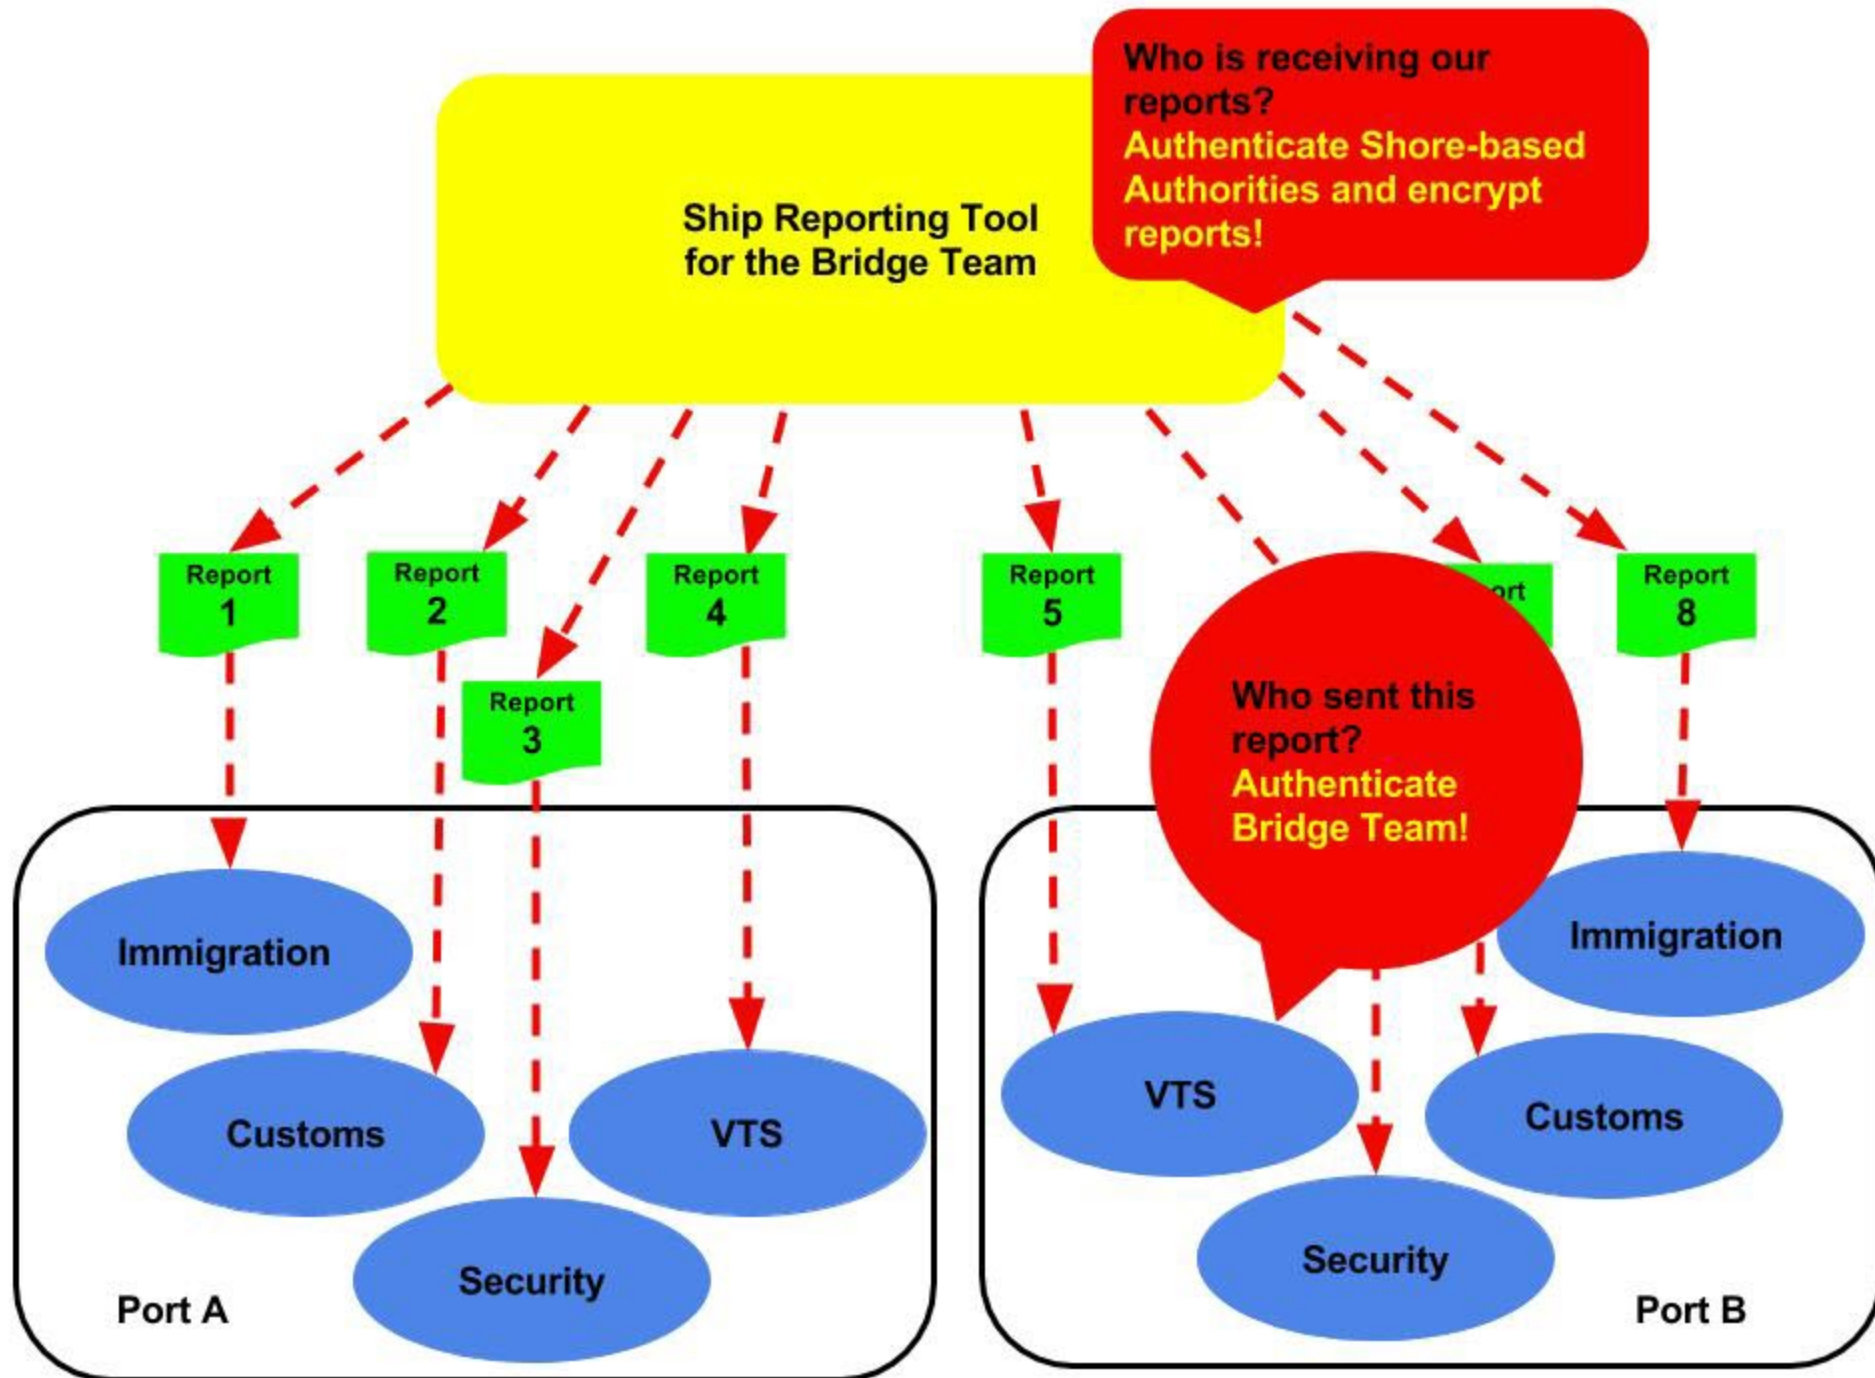 Who is receiving our
reports?
Authenticate Shore-based
Authorities and encrypt
reports!
Ship Reporting Tool
for the Bridge Team
Report
1
Report
2
Report
3
Report
4
Report
5
Report
8
Who sent this
report?
Authenticate
Bridge Team!
Immigration
Customs
Security
VTS
Port A
VTS
Security
Customs
Immigration
Port B